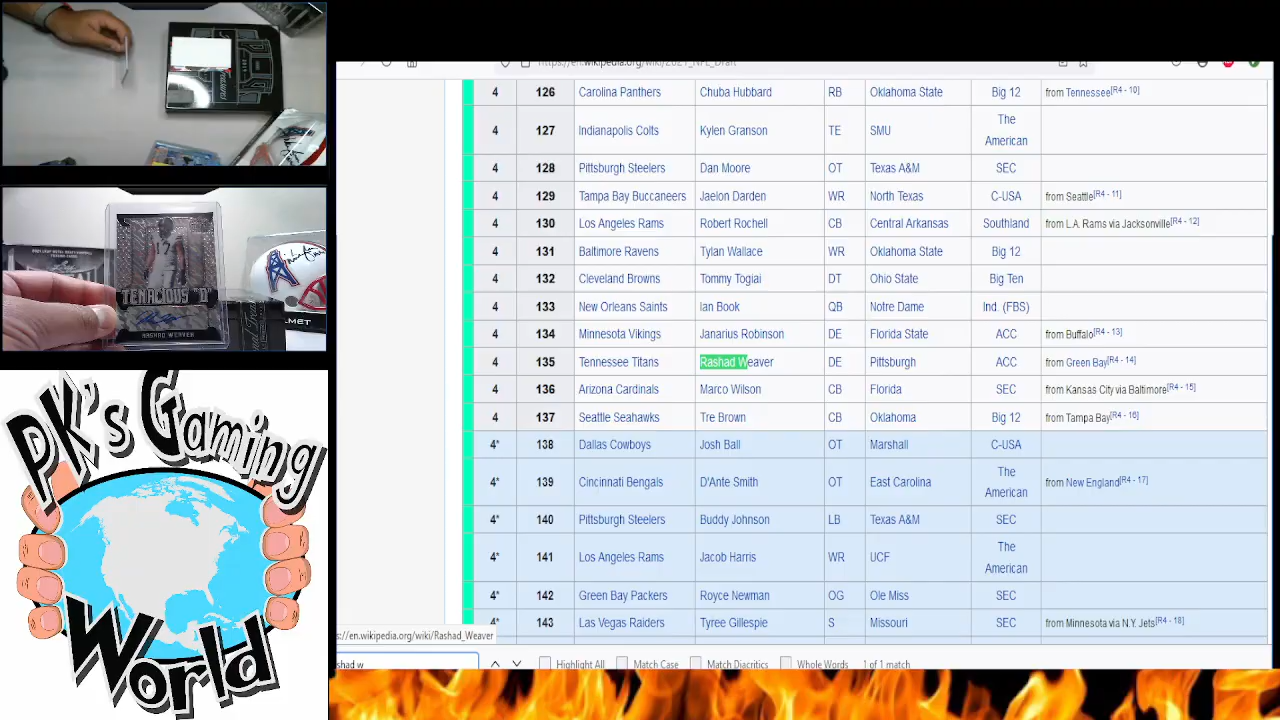 TENACIOUS "D"
RASHAD WEAVER
PK's Gaming
World
https://en.wikipedia.org/wiki/2021_NFL_Draft
4 126 Carolina Panthers Chuba Hubbard RB Oklahoma State Big 12 from Tennessee[R4 - 10]
4 127 Indianapolis Colts Kylen Granson TE SMU The American
4 128 Pittsburgh Steelers Dan Moore OT Texas A&M SEC
4 129 Tampa Bay Buccaneers Jaelon Darden WR North Texas C-USA from Seattle[R4 - 11]
4 130 Los Angeles Rams Robert Rochell CB Central Arkansas Southland from L.A. Rams via Jacksonville[R4 - 12]
4 131 Baltimore Ravens Tylan Wallace WR Oklahoma State Big 12
4 132 Cleveland Browns Tommy Togiai DT Ohio State Big Ten
4 133 New Orleans Saints Ian Book QB Notre Dame Ind. (FBS)
4 134 Minnesota Vikings Janarius Robinson DE Florida State ACC from Buffalo[R4 - 13]
4 135 Tennessee Titans Rashad Weaver DE Pittsburgh ACC from Green Bay[R4 - 14]
4 136 Arizona Cardinals Marco Wilson CB Florida SEC from Kansas City via Baltimore[R4 - 15]
4 137 Seattle Seahawks Tre Brown CB Oklahoma Big 12 from Tampa Bay[R4 - 16]
4* 138 Dallas Cowboys Josh Ball OT Marshall C-USA
4* 139 Cincinnati Bengals D'Ante Smith OT East Carolina The American from New England[R4 - 17]
4* 140 Pittsburgh Steelers Buddy Johnson LB Texas A&M SEC
4* 141 Los Angeles Rams Jacob Harris WR UCF The American
4* 142 Green Bay Packers Royce Newman OG Ole Miss SEC
4* 143 Las Vegas Raiders Tyree Gillespie S Missouri SEC from Minnesota via N.Y. Jets[R4 - 18]
s://en.wikipedia.org/wiki/Rashad_Weaver
shad w Highlight All Match Case Match Diacritics Whole Words 1 of 1 match